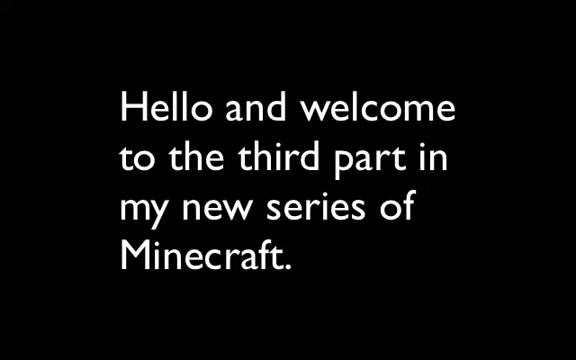 Hello and welcome
to the third part in
my new series of
Minecraft.